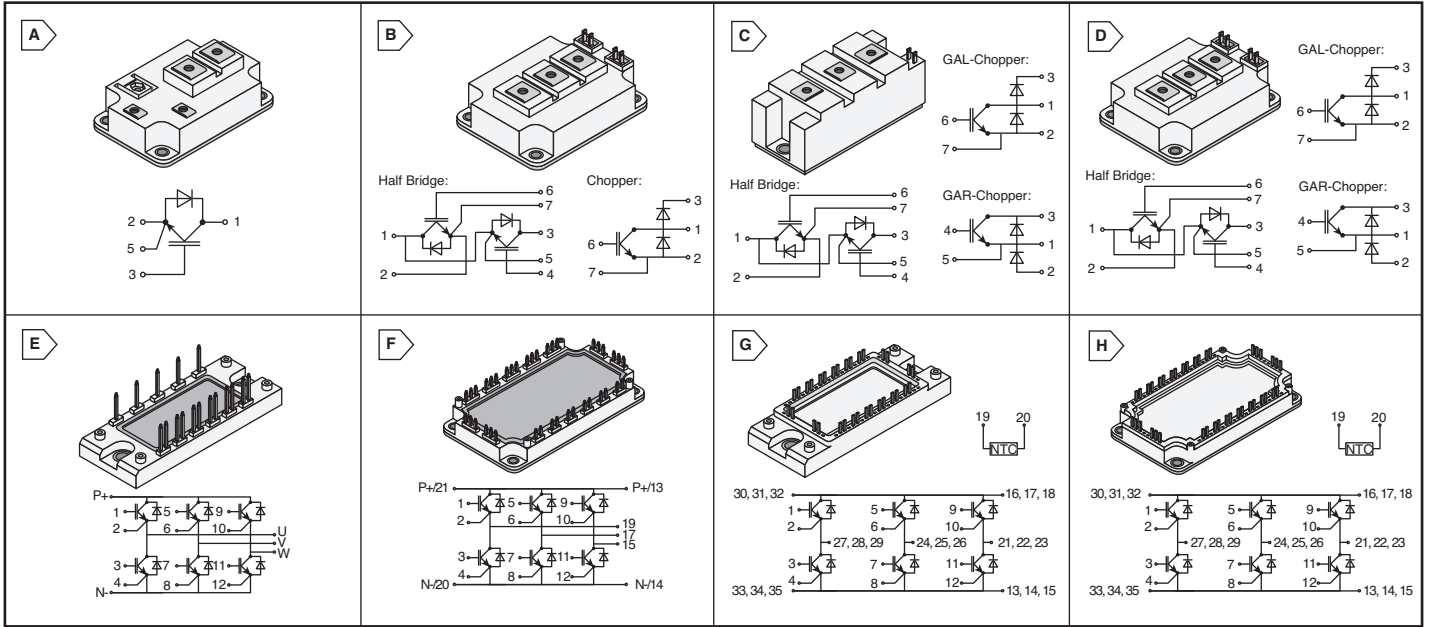 A
2
5
3
1
B
Half Bridge:
1
2
6
7
3
5
4
Chopper:
6
7
3
1
2
C
GAL-Chopper:
6
7
3
1
2
Half Bridge:
1
2
6
7
3
5
4
GAR-Chopper:
4
5
3
1
2
D
GAL-Chopper:
6
7
3
1
2
Half Bridge:
1
2
6
7
3
5
4
GAR-Chopper:
4
5
3
1
2
E
P+
1 5 9
2 6 10
U
V
W
3 7 11
4 8 12
N-
F
P+/21 P+/13
1 5 9
2 6 10
19
17
15
3 7 11
4 8 12
N-/20 N-/14
G
19 20
NTC
30, 31, 32 16, 17, 18
1 5 9
2 6 10
27, 28, 29 24, 25, 26 21, 22, 23
3 7 11
4 8 12
33, 34, 35 13, 14, 15
H
19 20
NTC
30, 31, 32 16, 17, 18
1 5 9
2 6 10
27, 28, 29 24, 25, 26 21, 22, 23
3 7 11
4 8 12
33, 34, 35 13, 14, 15